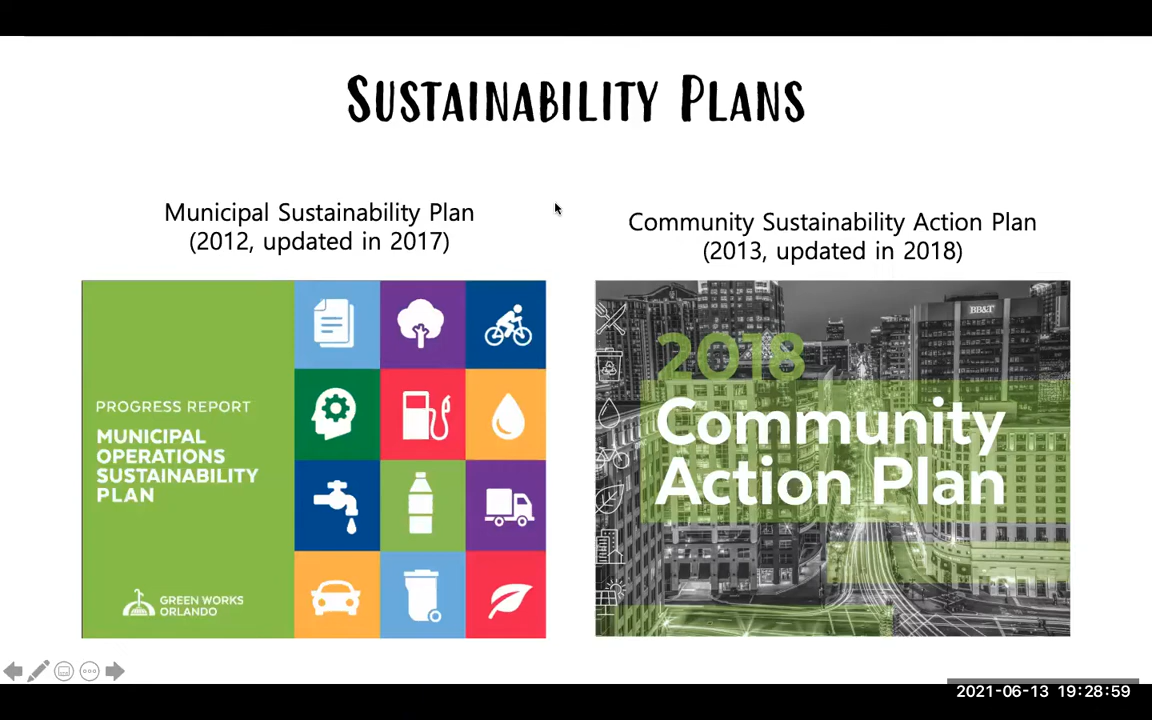 SUSTAINABILITY PLANS
Municipal Sustainability Plan
(2012, updated in 2017)
Community Sustainability Action Plan
(2013, updated in 2018)
PROGRESS REPORT
MUNICIPAL
OPERATIONS
SUSTAINABILITY
PLAN
GREEN WORKS
ORLANDO
BB&T
2018
Community
Action Plan
2021-06-13 19:28:59